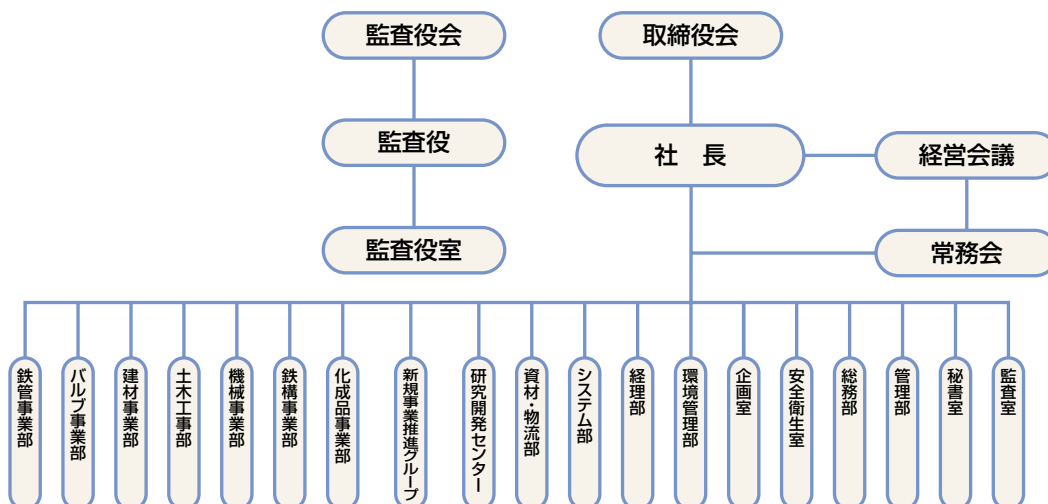 監査役会
取締役会
監査役
社　長
経営会議
監査役室
常務会
鉄管事業部
バルブ事業部
建材事業部
土木工事部
機械事業部
鉄構事業部
化成品事業部
新規事業推進グループ
研究開発センター
資材・物流部
システム部
経理部
環境管理部
企画室
安全衛生室
総務部
管理部
秘書室
監査室